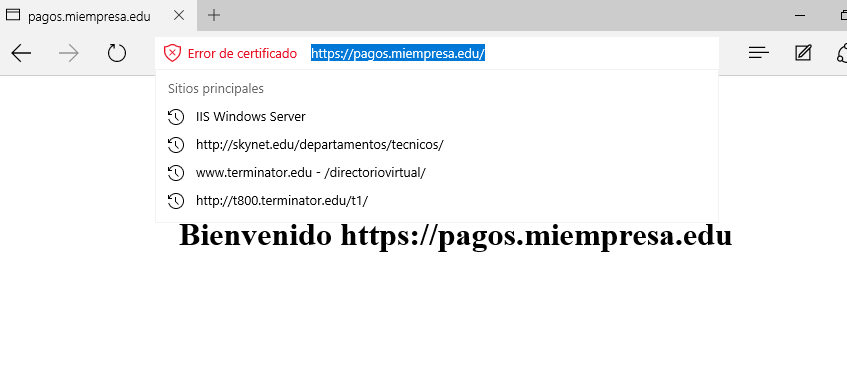 pagos.miempresa.edu
Error de certificado https://pagos.miempresa.edu/
Sitios principales
IIS Windows Server
http://skynet.edu/departamentos/tecnicos/
www.terminator.edu - /directoriovirtual/
http://t800.terminator.edu/t1/
Bienvenido https://pagos.miempresa.edu